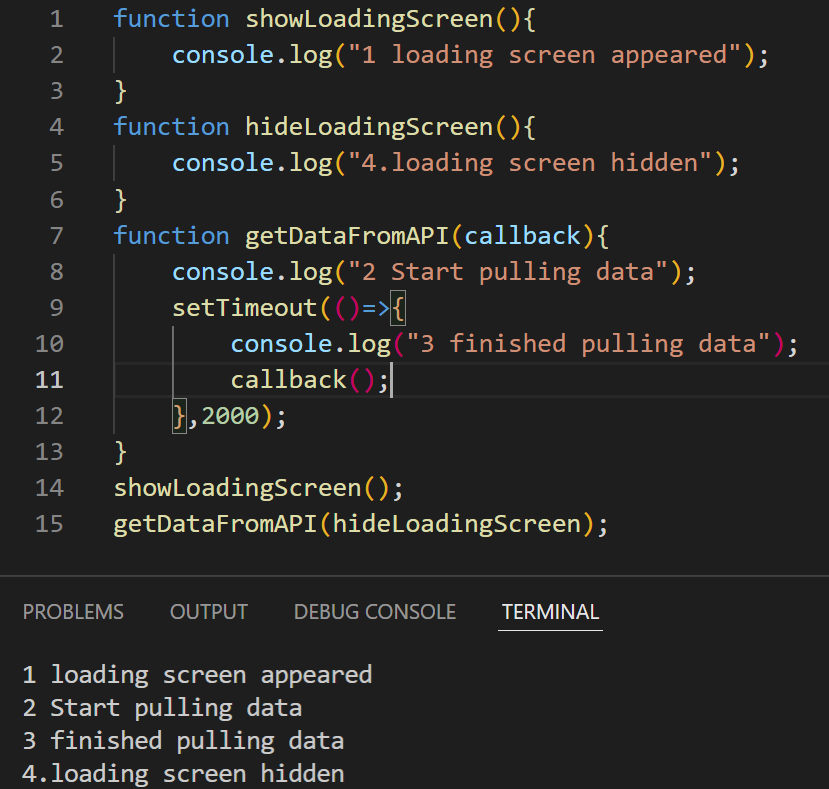 1 function showLoadingScreen(){
2     console.log("1 loading screen appeared");
3 }
4 function hideLoadingScreen(){
5     console.log("4.loading screen hidden");
6 }
7 function getDataFromAPI(callback){
8     console.log("2 Start pulling data");
9     setTimeout(()=>{
10         console.log("3 finished pulling data");
11         callback();
12     },2000);
13 }
14 showLoadingScreen();
15 getDataFromAPI(hideLoadingScreen);
PROBLEMS OUTPUT DEBUG CONSOLE TERMINAL
1 loading screen appeared
2 Start pulling data
3 finished pulling data
4.loading screen hidden